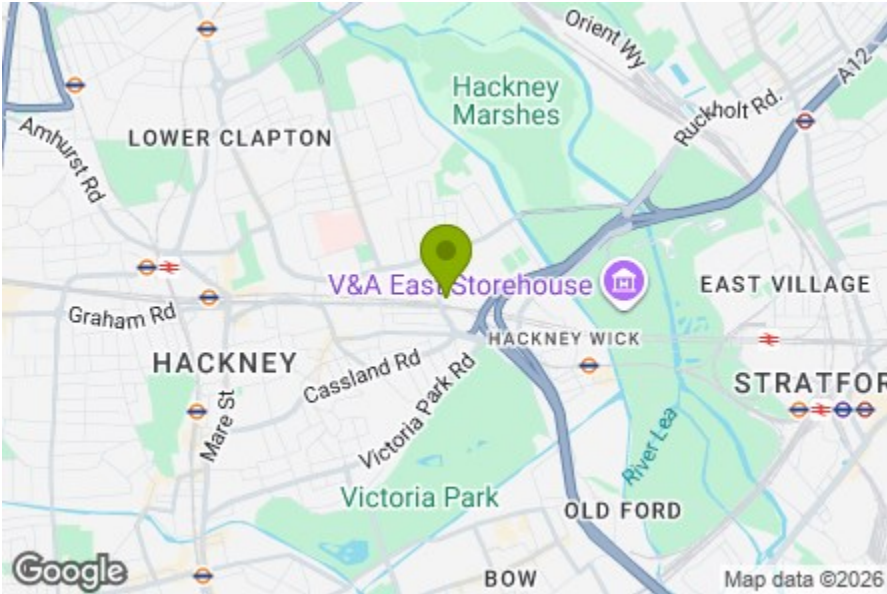 Orient Wy
A12
Hackney
Marshes
Ruckholt Rd.
LOWER CLAPTON
Amhurst Rd
V&A East Storehouse
EAST VILLAGE
Graham Rd
HACKNEY WICK
HACKNEY
Cassland Rd
STRATFOR
Mare St
Victoria Park Rd
River Lea
Victoria Park
OLD FORD
BOW
Google
Map data ©2026